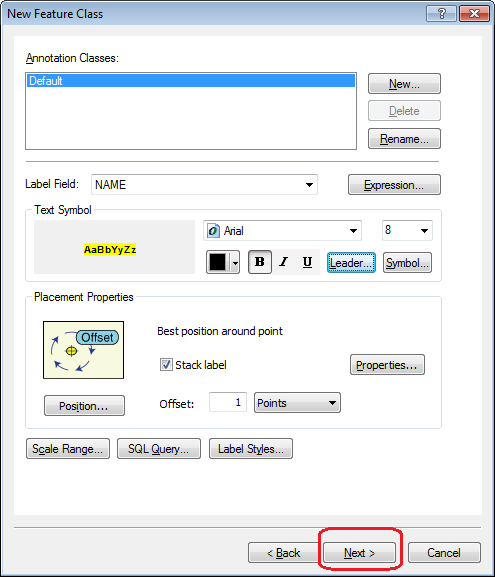 New Feature Class
?
Annotation Classes:
Default
New...
Delete
Rename...
Label Field: NAME Expression...
Text Symbol
AaBbYyZz
Arial 8
B I U Leader... Symbol...
Placement Properties
Offset
Best position around point
Stack label
Properties...
Position...
Offset: 1 Points
Scale Range... SQL Query... Label Styles...
< Back Next > Cancel